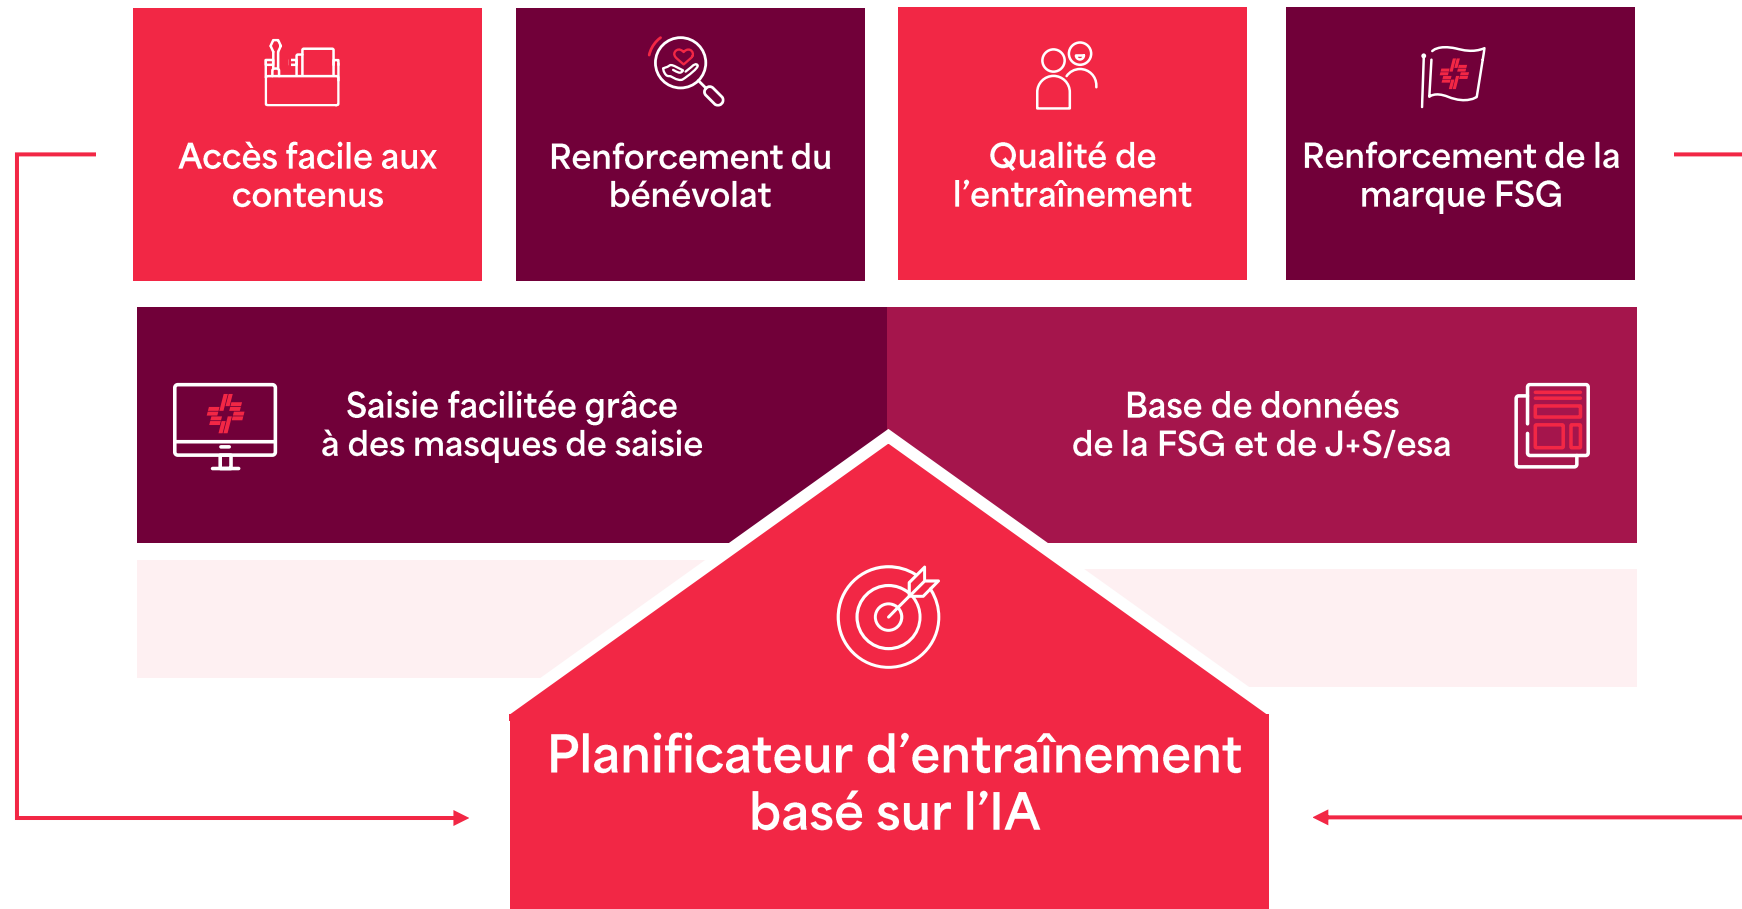 Accès facile aux
contenus
Renforcement du
bénévolat
Qualité de
l’entraînement
Renforcement de la
marque FSG
Saisie facilitée grâce
à des masques de saisie
Base de données
de la FSG et de J+S/esa
Planificateur d’entraînement
basé sur l’IA